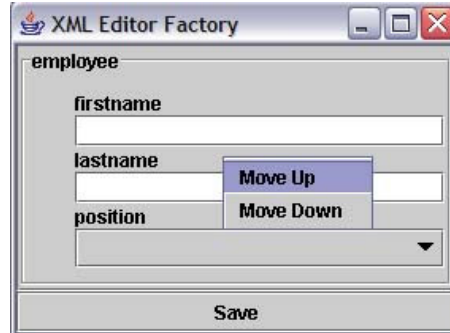 XML Editor Factory
employee
firstname
lastname
Move Up
Move Down
position
Save